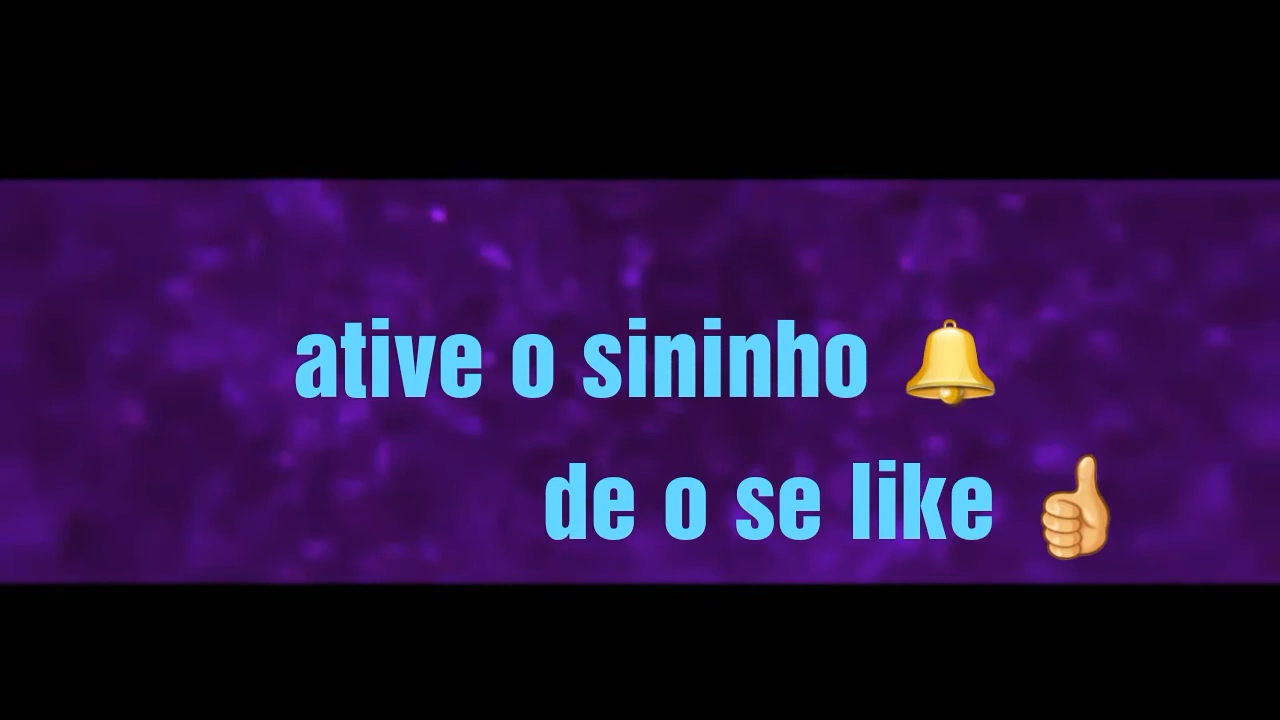 ative o sininho 🔔
de o se like 👍